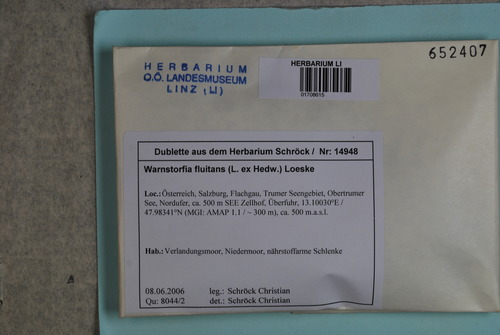 652407
HERBARIUM
O.Ö. LANDESMUSEUM
LINZ (LI)
HERBARIUM LI
01708615
Dublette aus dem Herbarium Schröck / Nr: 14948
Warnstorfia fluitans (L. ex Hedw.) Loeske
Loc.: Österreich, Salzburg, Flachgau, Trumer Seengebiet, Obertrumer
See, Nordufer, ca. 500 m SEE Zellhof, Überfuhr, 13.10030°E /
47.98341°N (MGI: AMAP 1.1 / ~ 300 m), ca. 500 m.a.s.l.
Hab.: Verlandungsmoor, Niedermoor, nährstoffarme Schlenke
08.06.2006 leg.: Schröck Christian
Qu: 8044/2 det.: Schröck Christian